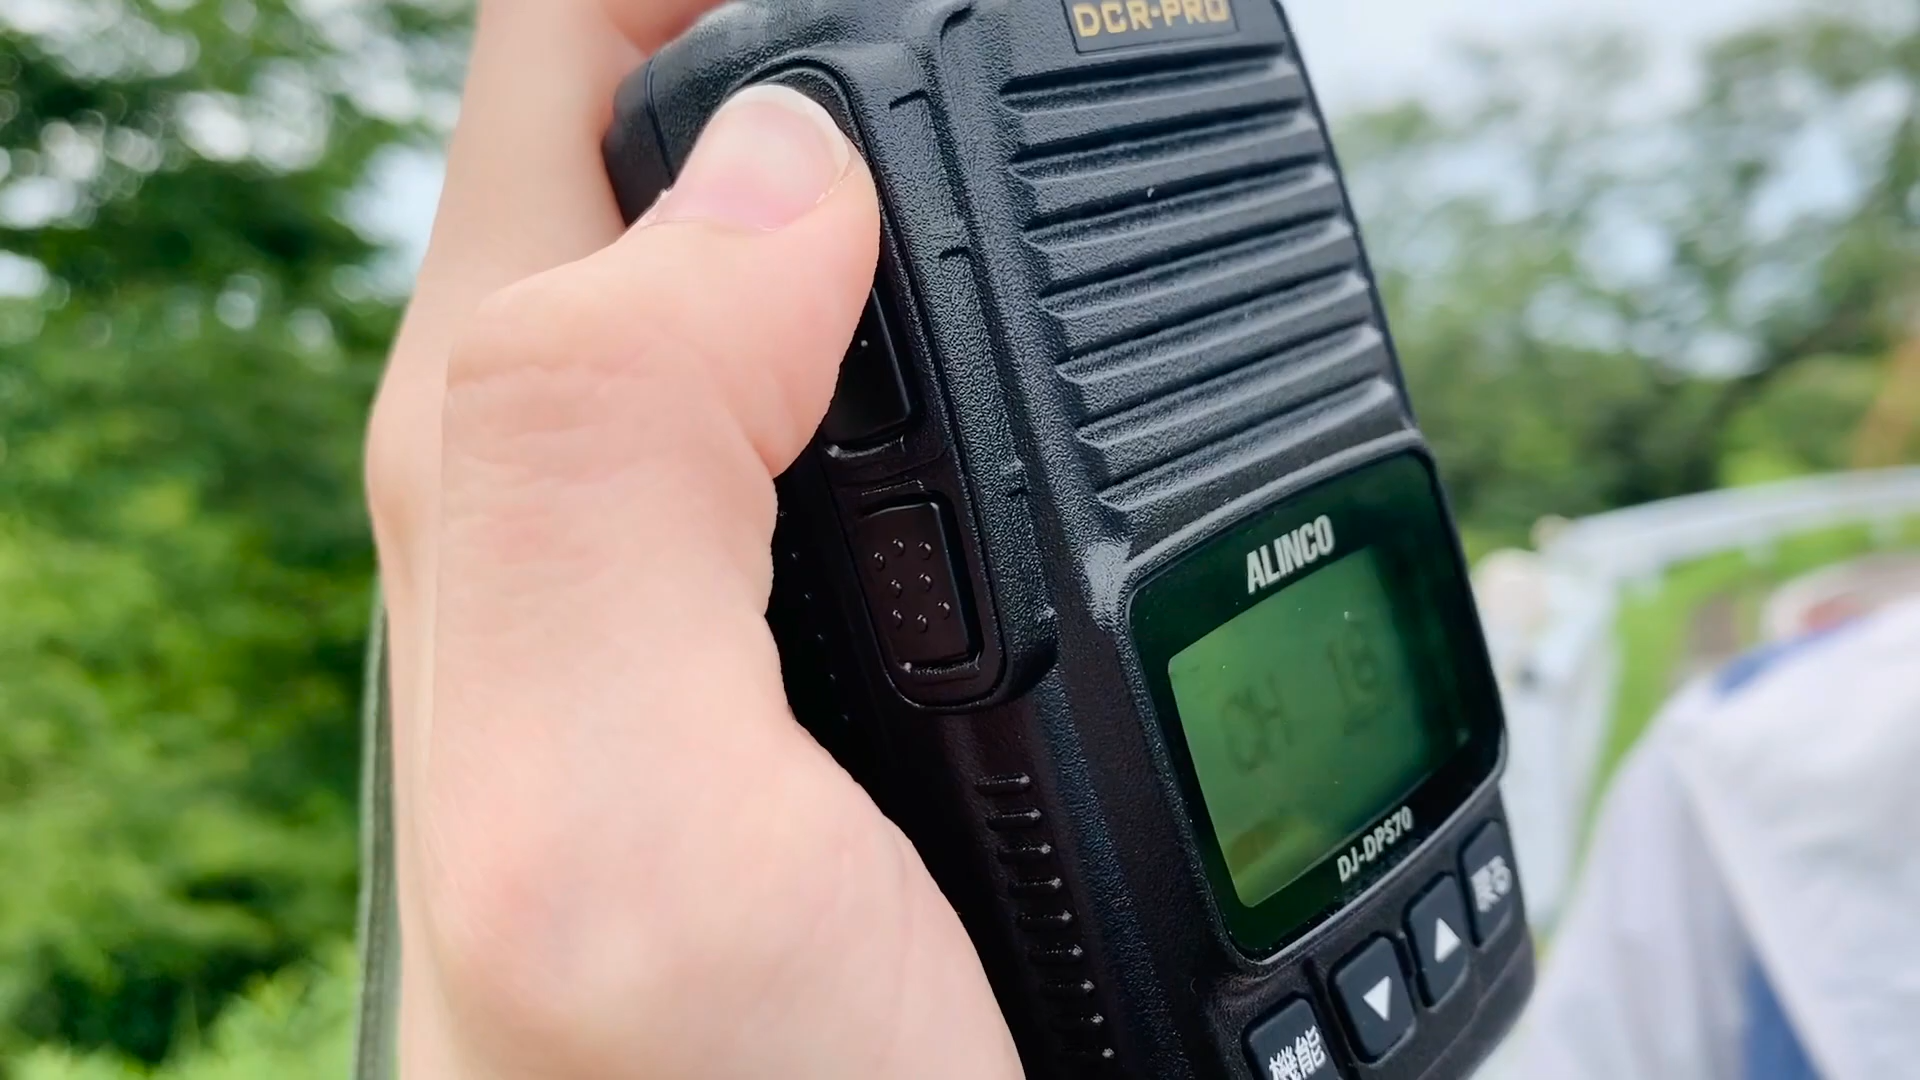 DCR-PRO
ALINCO
CH 18
DJ-DPS70
戻る
▲
▼
機能